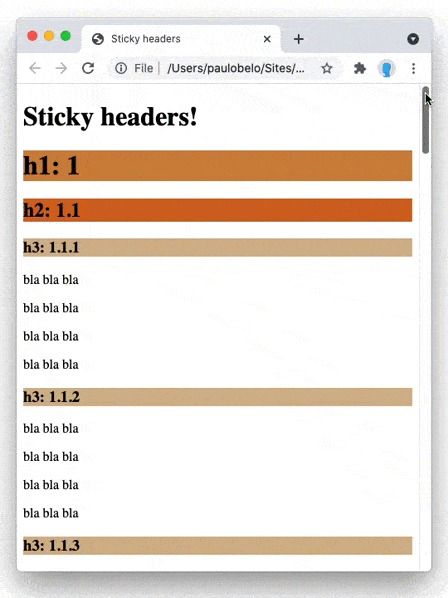 Sticky headers
File
/Users/paulobelo/Sites/...
Sticky headers!
h1: 1
h2: 1.1
h3: 1.1.1
bla bla bla
bla bla bla
bla bla bla
bla bla bla
h3: 1.1.2
bla bla bla
bla bla bla
bla bla bla
bla bla bla
h3: 1.1.3